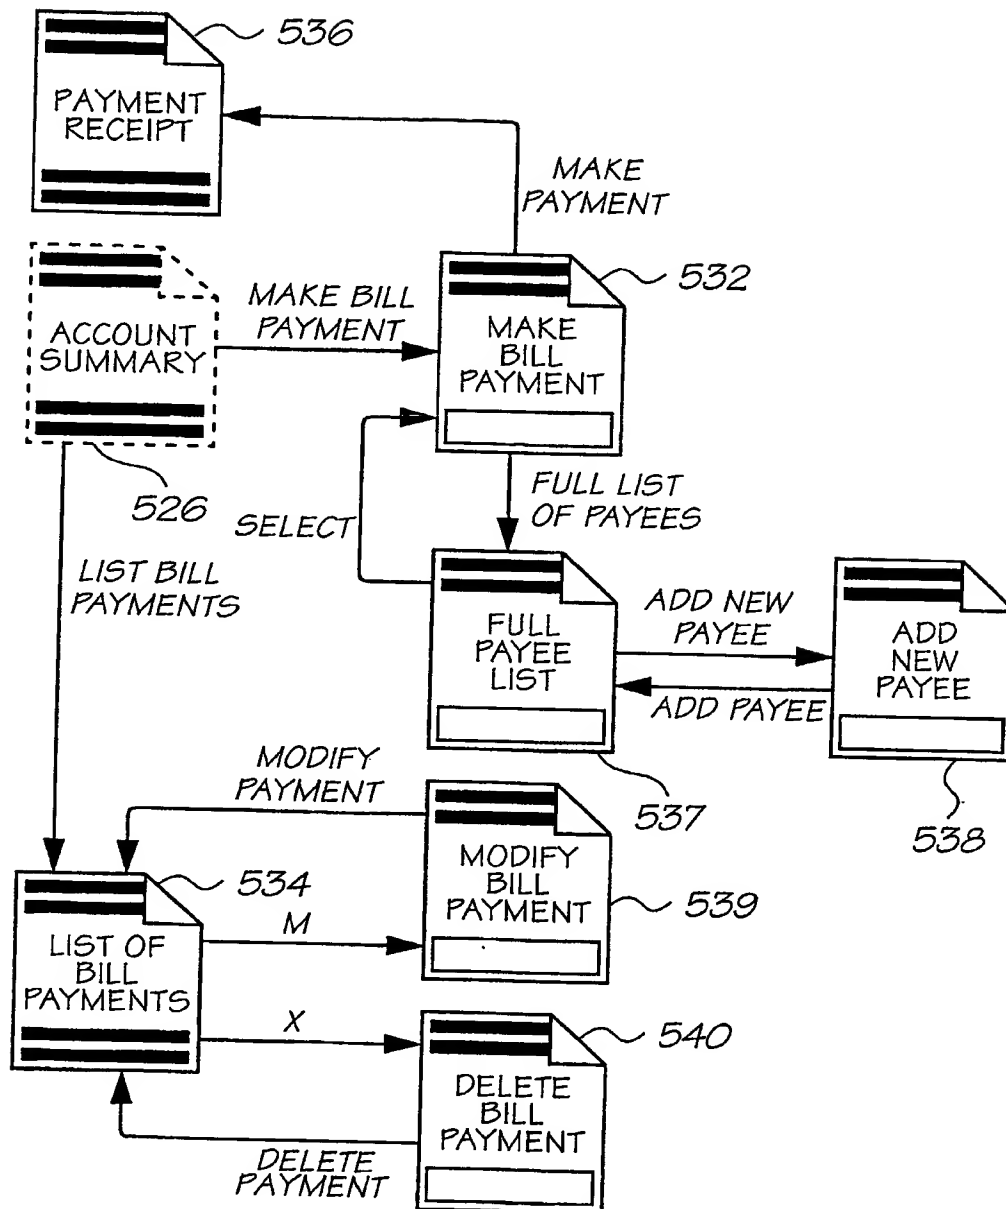 536
PAYMENT
RECEIPT
MAKE
PAYMENT
532
MAKE BILL
PAYMENT
ACCOUNT
SUMMARY
MAKE
BILL
PAYMENT
526
SELECT
FULL LIST
OF PAYEES
LIST BILL
PAYMENTS
FULL
PAYEE
LIST
ADD NEW
PAYEE
ADD
NEW
PAYEE
ADD PAYEE
537
538
MODIFY
PAYMENT
MODIFY
BILL
PAYMENT
539
534
M
LIST OF
BILL
PAYMENTS
X
540
DELETE
BILL
PAYMENT
DELETE
PAYMENT